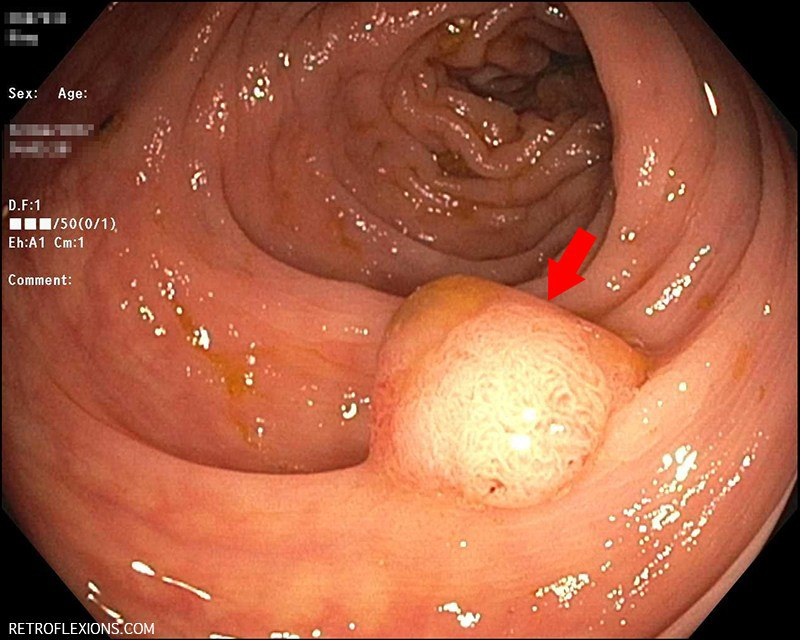 Sex: Age:
D.F:1
■■■/50(0/1)
Eh:A1 Cm:1
Comment:
RETROFLEXIONS.COM